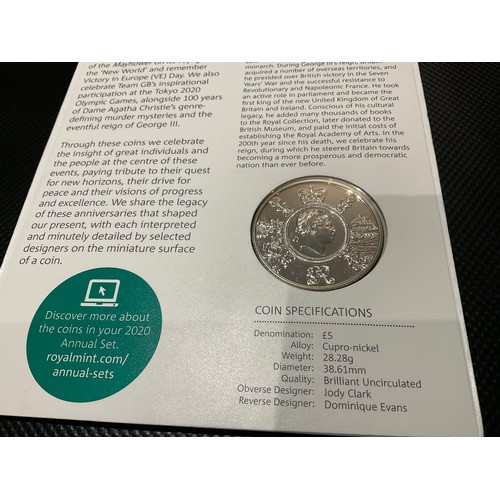 of the Mayflower
the 'New World' and remember
Victory in Europe (VE) Day. We also
celebrate Team GB's inspirational
participation at the Tokyo 2020
Olympic Games, alongside 100 years
of Dame Agatha Christie's genre-
defining murder mysteries and the
eventful reign of George III.
Through these coins we celebrate
the insight of great individuals and
the people at the centre of these
events, paying tribute to their quest
for new horizons, their drive for
peace and their visions of progress
and excellence. We share the legacy
of these anniversaries that shaped
our present, with each interpreted
and minutely detailed by selected
designers on the miniature surface
of a coin.
Discover more about
the coins in your 2020
Annual Set.
royalmint.com/
annual-sets
monarch. During George III's reign,
acquired a number of overseas territories, and
he presided over British victory in the Seven
Years' War and the successful resistance to
Revolutionary and Napoleonic France. He took
an active role in parliament and became the
first king of the new United Kingdom of Great
Britain and Ireland. Conscious of his cultural
legacy, he added many thousands of books
to the Royal Collection, later donated to the
British Museum, and paid the initial costs of
establishing the Royal Academy of Arts. In the
200th year since his death, we celebrate his
reign, during which he steered Britain towards
becoming a more prosperous and democratic
nation than ever before.
COIN SPECIFICATIONS
Denomination: £5
Alloy: Cupro-nickel
Weight: 28.28g
Diameter: 38.61mm
Quality: Brilliant Uncirculated
Obverse Designer: Jody Clark
Reverse Designer: Dominique Evans